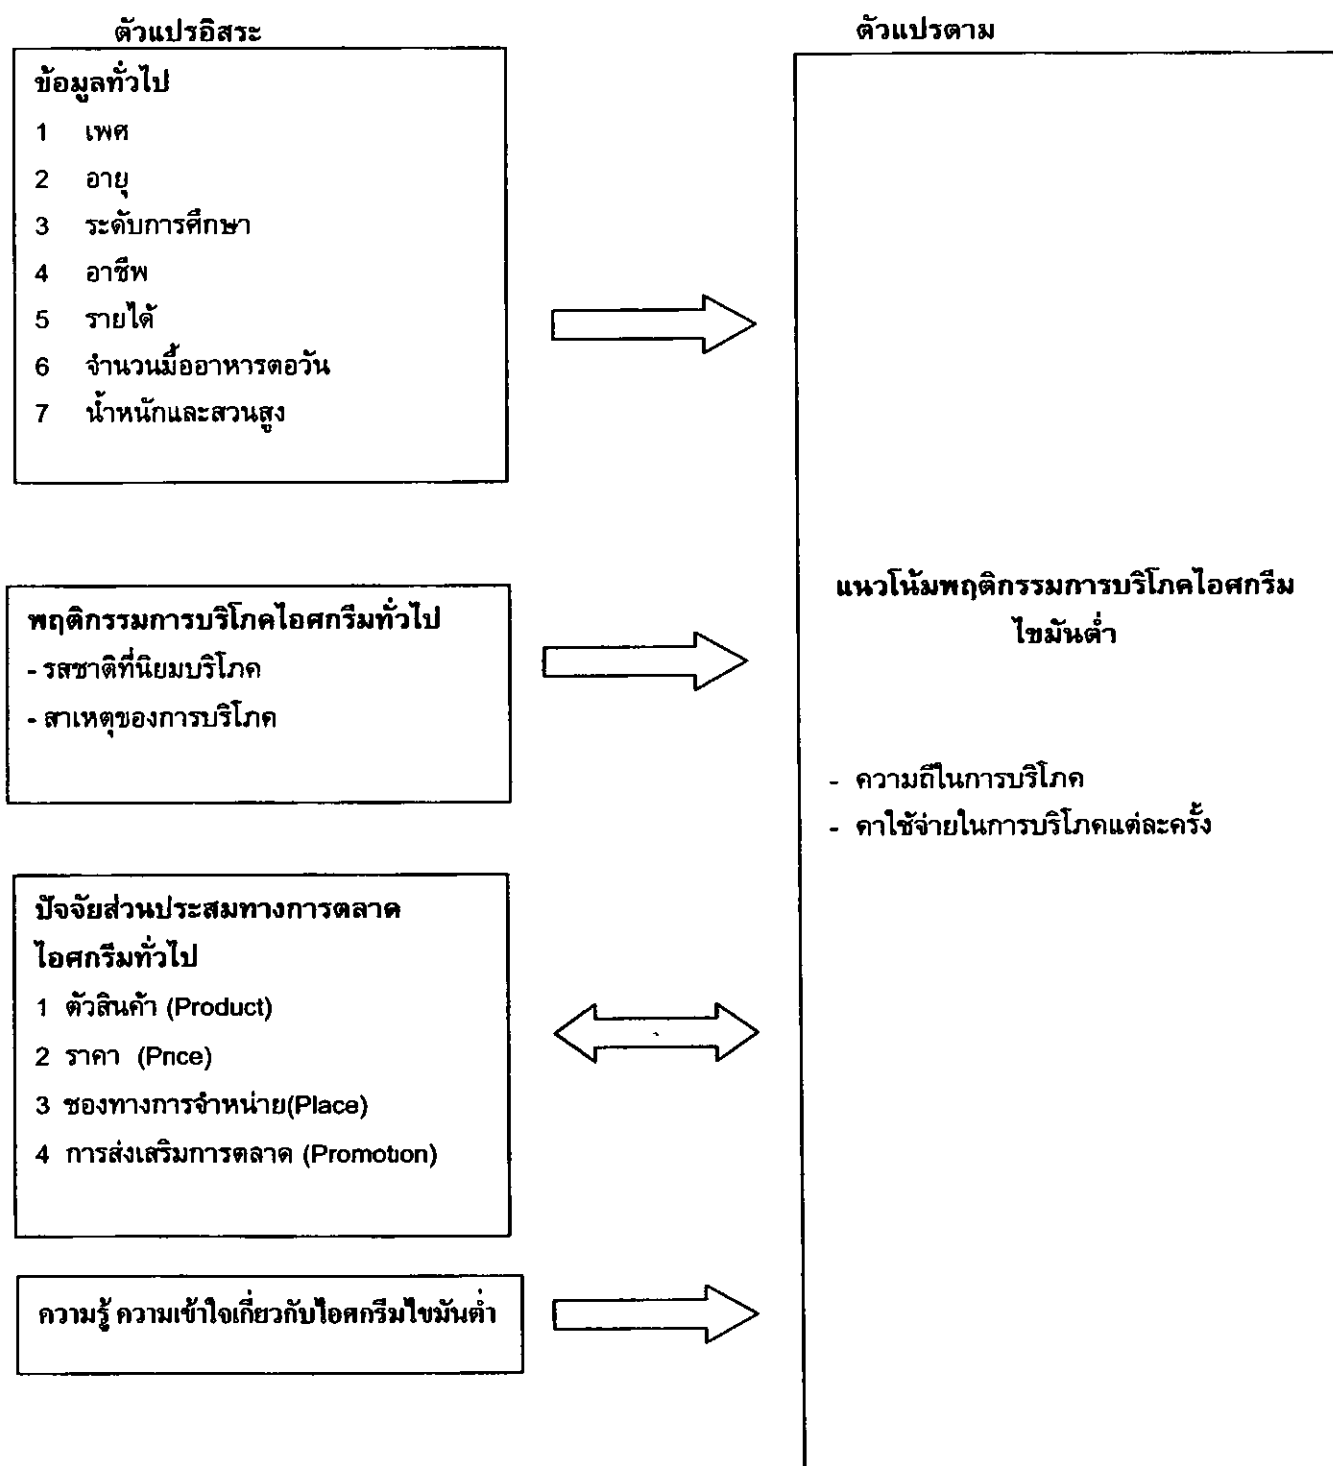 ตัวแปรอิสระ
ข้อมูลทั่วไป
1 เพศ
2 อายุ
3 ระดับการศึกษา
4 อาชีพ
5 รายได้
6 จำนวนมื้ออาหารตอวัน
7 น้ำหนักและสวนสูง
พฤติกรรมการบริโภคไอศกรีมทั่วไป
- รสชาติที่นิยมบริโภค
- สาเหตุของการบริโภค
ปัจจัยส่วนประสมทางการตลาด
ไอศกรีมทั่วไป
1 ตัวสินค้า (Product)
2 ราคา (Price)
3 ชองทางการจำหน่าย(Place)
4 การส่งเสริมการตลาด (Promotion)
ความรู้ ความเข้าใจเกี่ยวกับไอศกรีมไขมันต่ำ
ตัวแปรตาม
แนวโน้มพฤติกรรมการบริโภคไอศกรีม
ไขมันต่ำ
- ความถี่ในการบริโภค
- คาใช้จ่ายในการบริโภคแต่ละครั้ง